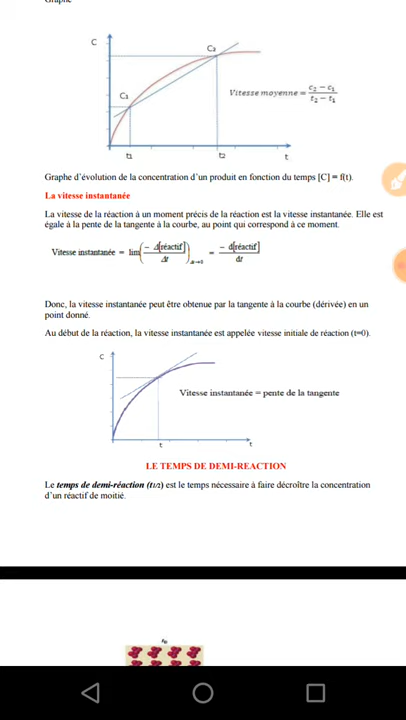 Graphe
C
C2
C1
Vitesse moyenne = c2 − c1 / t2 − t1
t1 t2 t
Graphe d'évolution de la concentration d'un produit en fonction du temps [C] = f(t).
La vitesse instantanée
La vitesse de la réaction à un moment précis de la réaction est la vitesse instantanée. Elle est
égale à la pente de la tangente à la courbe, au point qui correspond à ce moment.
Vitesse instantanée = lim(− Δ[réactif] / Δt)Δt→0 = − d[réactif] / dt
Donc, la vitesse instantanée peut être obtenue par la tangente à la courbe (dérivée) en un
point donné.
Au début de la réaction, la vitesse instantanée est appelée vitesse initiale de réaction (t=0).
C
Vitesse instantanée = pente de la tangente
t t
LE TEMPS DE DEMI-REACTION
Le temps de demi-réaction (t1/2) est le temps nécessaire à faire décroître la concentration
d'un réactif de moitié.
t0